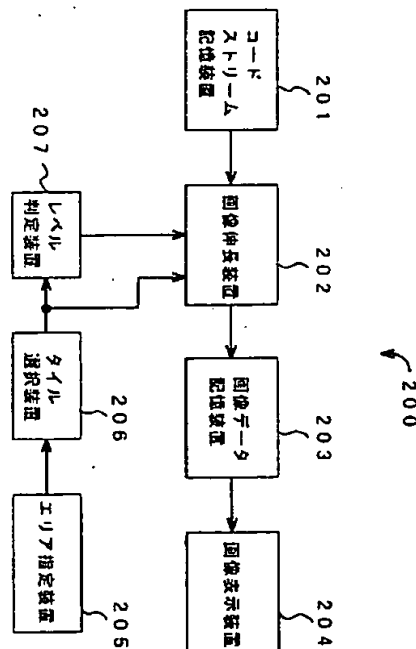 200
201
コード
ストリーム
記憶装置
202
画像伸長装置
203
画像データ
記憶装置
204
画像表示装置
207
レベル
判定装置
206
タイル
選択装置
205
エリア指定装置